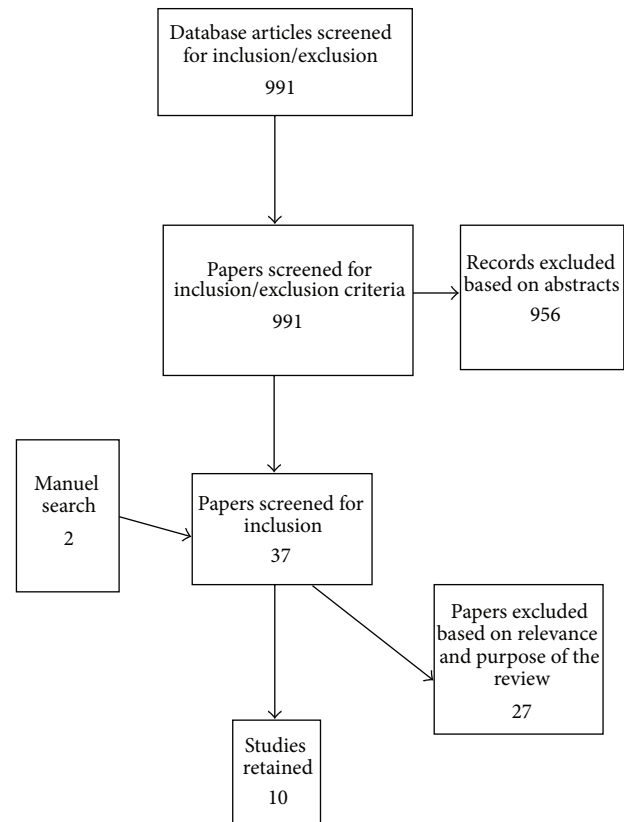 Database articles screened
for inclusion/exclusion
991
Papers screened for
inclusion/exclusion criteria
991
Records excluded
based on abstracts
956
Manuel
search
2
Papers screened for
inclusion
37
Papers excluded
based on relevance
and purpose of the
review
27
Studies
retained
10